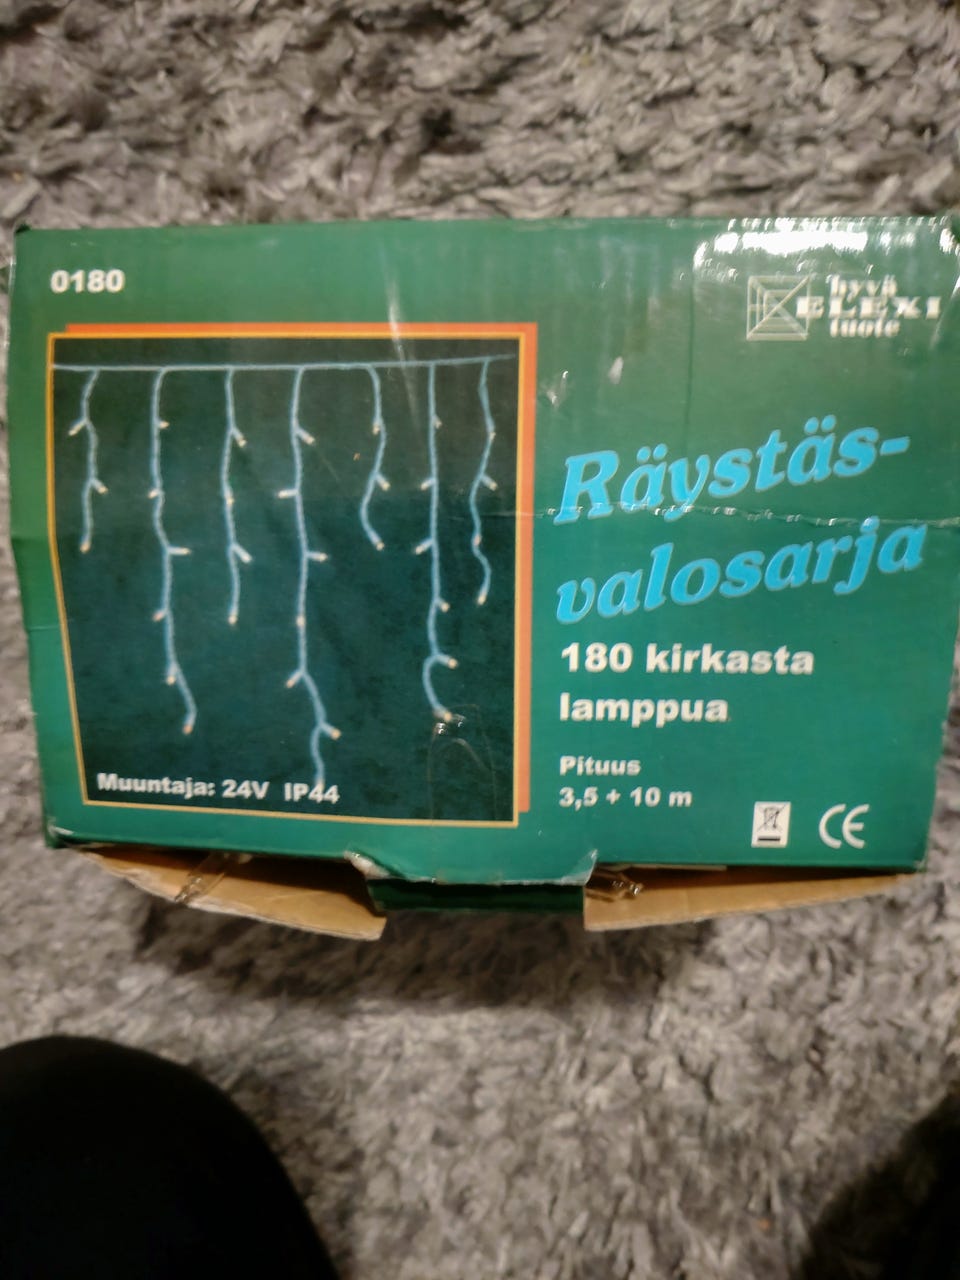 0180
hyvä
ELEXI
tuote
Räystäs-
valosarja
180 kirkasta
lamppua
Pituus
3,5 + 10 m
Muuntaja: 24V IP44
CE